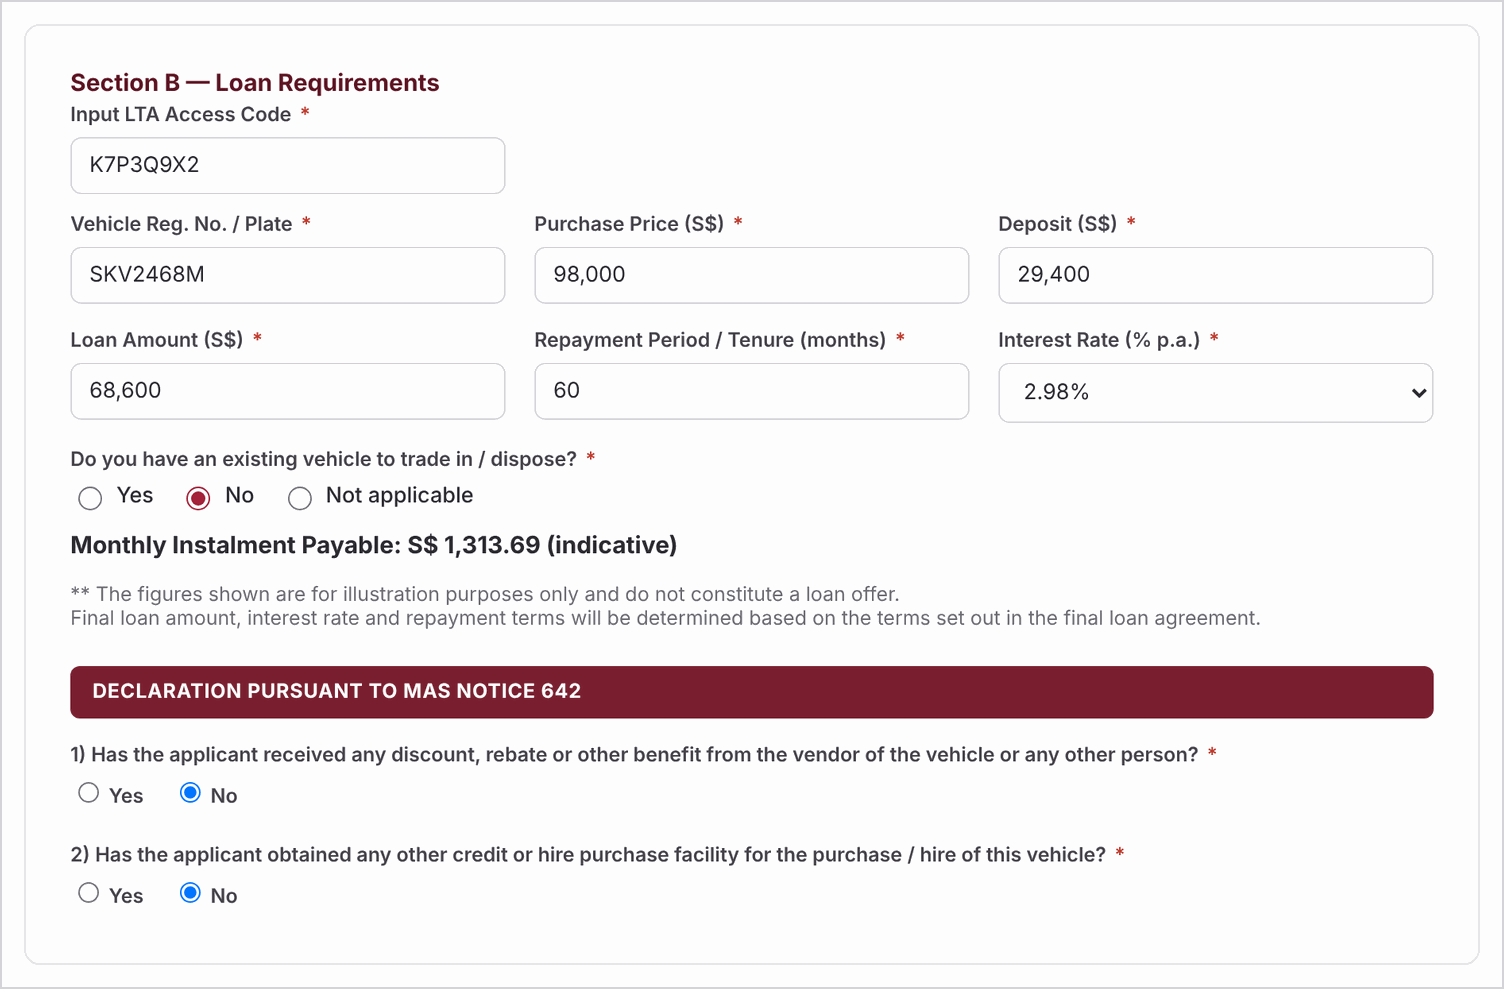 Section B — Loan Requirements
Input LTA Access Code *
K7P3Q9X2
Vehicle Reg. No. / Plate * Purchase Price (S$) * Deposit (S$) *
SKV2468M 98,000 29,400
Loan Amount (S$) * Repayment Period / Tenure (months) * Interest Rate (% p.a.) *
68,600 60 2.98%
Do you have an existing vehicle to trade in / dispose? *
Yes No Not applicable
Monthly Instalment Payable: S$ 1,313.69 (indicative)
** The figures shown are for illustration purposes only and do not constitute a loan offer.
Final loan amount, interest rate and repayment terms will be determined based on the terms set out in the final loan agreement.
DECLARATION PURSUANT TO MAS NOTICE 642
1) Has the applicant received any discount, rebate or other benefit from the vendor of the vehicle or any other person? *
Yes No
2) Has the applicant obtained any other credit or hire purchase facility for the purchase / hire of this vehicle? *
Yes No